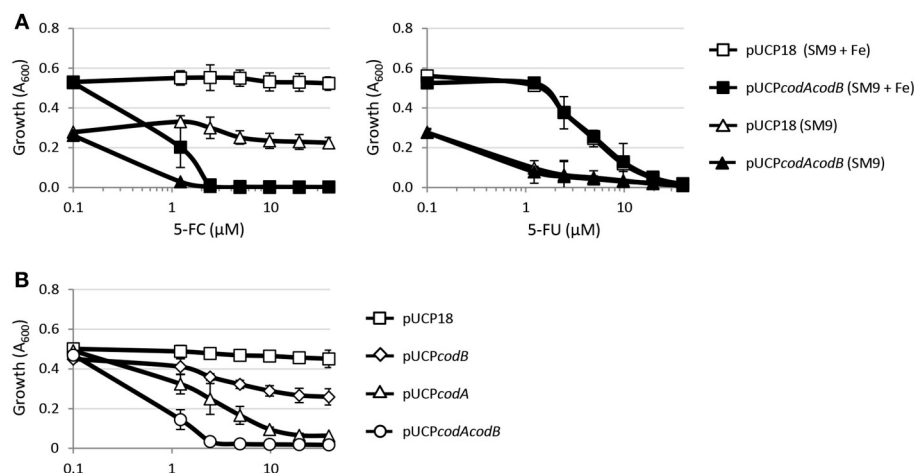 A
Growth (A600)
0.8
0.6
0.4
0.2
0.0
0.1
1
10
5-FC (µM)
Growth (A600)
0.8
0.6
0.4
0.2
0.0
0.1
1
10
5-FU (µM)
pUCP18 (SM9 + Fe)
pUCPcodAcodB (SM9 + Fe)
pUCP18 (SM9)
pUCPcodAcodB (SM9)
B
Growth (A600)
0.8
0.6
0.4
0.2
0
0.1
1
10
pUCP18
pUCPcodB
pUCPcodA
pUCPcodAcodB